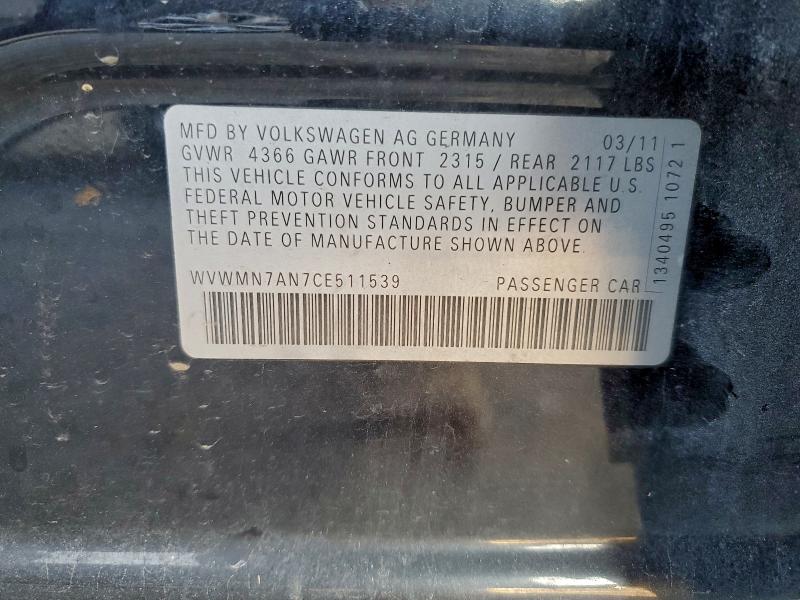 MFD BY VOLKSWAGEN AG GERMANY 03/11
GVWR 4366 GAWR FRONT 2315 / REAR 2117 LBS
THIS VEHICLE CONFORMS TO ALL APPLICABLE U.S.
FEDERAL MOTOR VEHICLE SAFETY, BUMPER AND
THEFT PREVENTION STANDARDS IN EFFECT ON
THE DATE OF MANUFACTURE SHOWN ABOVE.
WVWMN7AN7CE511539 PASSENGER CAR
1340495 1072 1